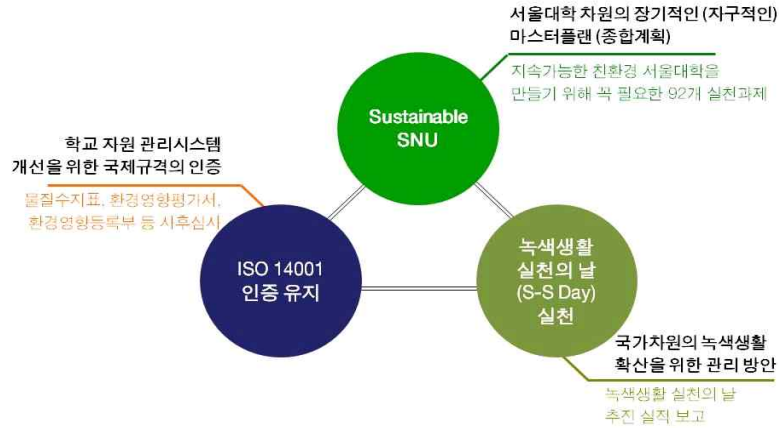 서울대학 차원의 장기적인 (자구적인)
마스터플랜 (종합계획)
지속가능한 친환경 서울대학을
만들기 위해 꼭 필요한 92개 실천과제
Sustainable
SNU
학교 자원 관리시스템
개선을 위한 국제규격의 인증
물질수지표, 환경영향평가서,
환경영향등록부 등 사후심사
ISO 14001
인증 유지
녹색생활
실천의 날
(S-S Day)
실천
국가차원의 녹색생활
확산을 위한 관리 방안
녹색생활 실천의 날
추진 실적 보고